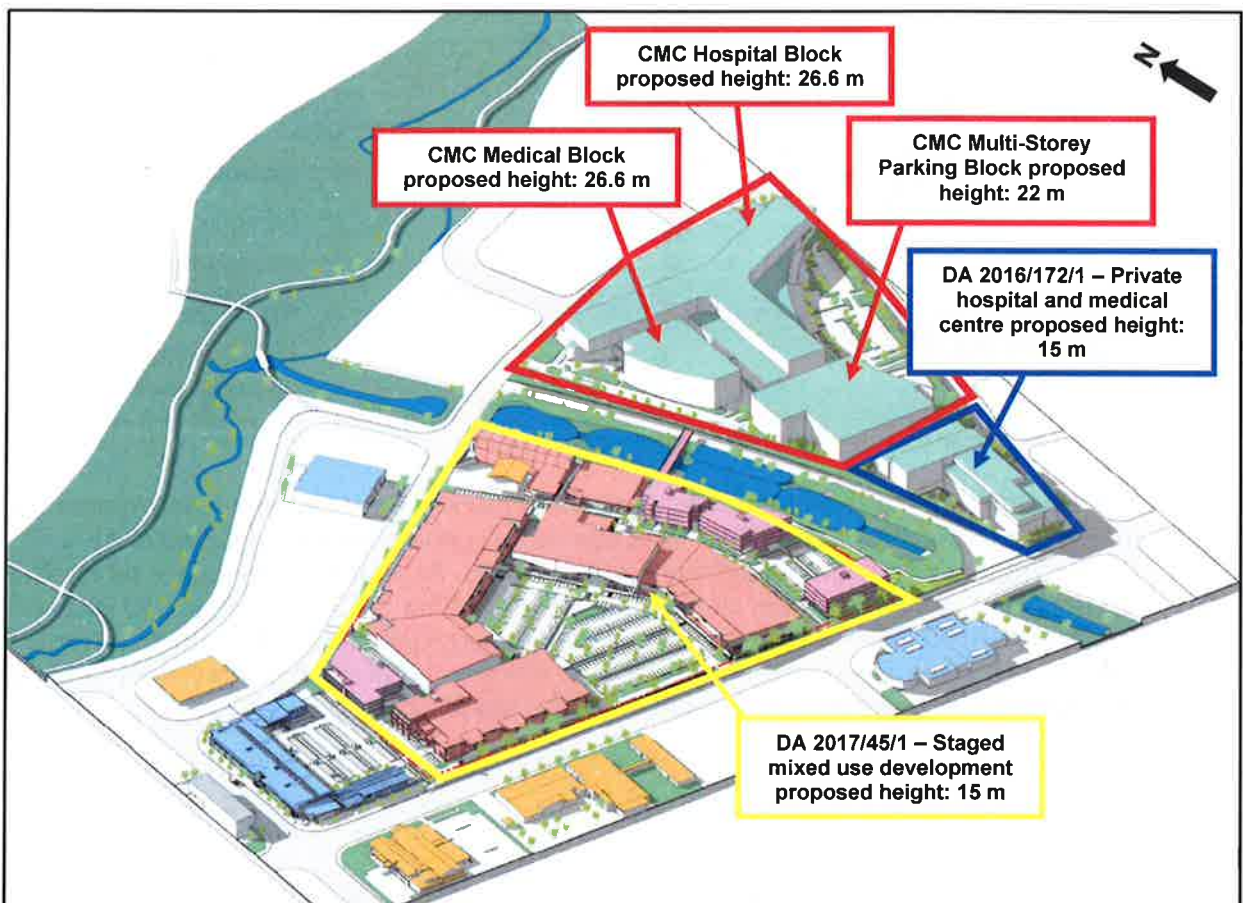 CMC Hospital Block
proposed height: 26.6 m
N
CMC Medical Block
proposed height: 26.6 m
CMC Multi-Storey
Parking Block proposed
height: 22 m
DA 2016/172/1 – Private
hospital and medical
centre proposed height:
15 m
DA 2017/45/1 – Staged
mixed use development
proposed height: 15 m